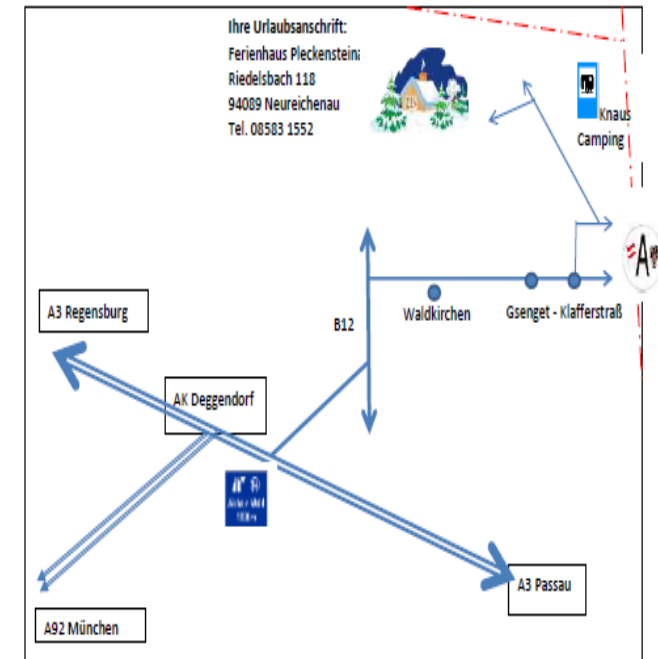 Ihre Urlaubsanschrift:
Ferienhaus Pleckenstein
Riedelsbach 118
94089 Neureichenau
Tel. 08583 1552
Knaus
Camping
A
Waldkirchen
Gsenget - Klafferstraß
B12
A3 Regensburg
AK Deggendorf
A3 Passau
A92 München